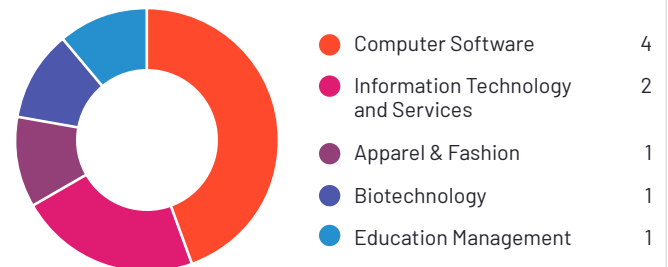 Computer Software 4
Information Technology 2
and Services
Apparel & Fashion 1
Biotechnology 1
Education Management 1